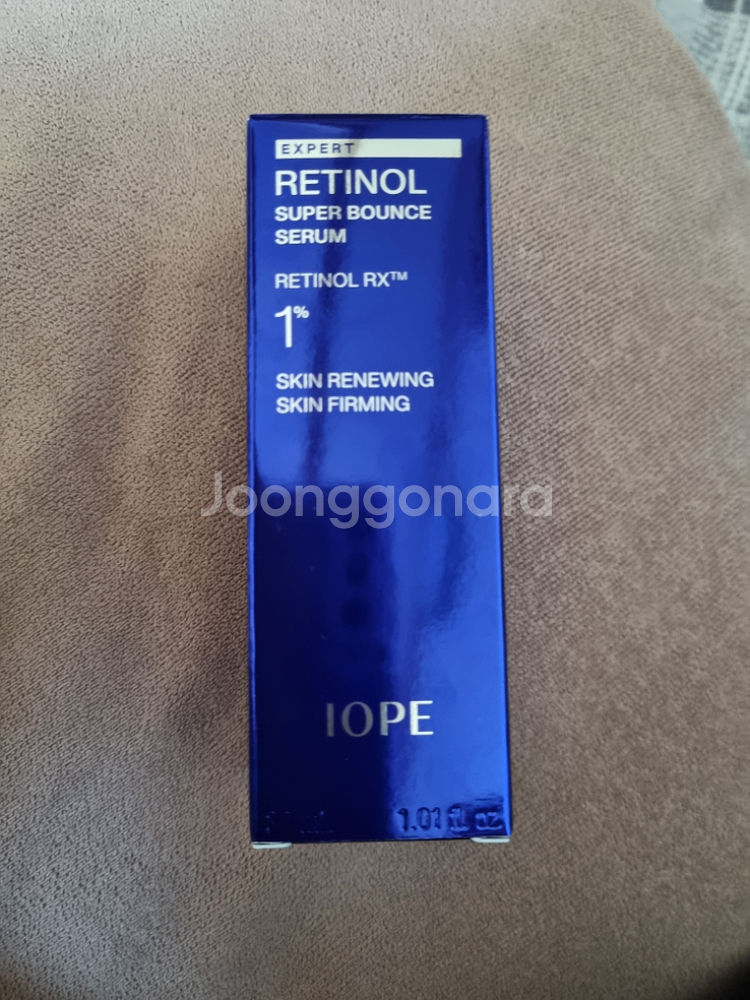 EXPERT
RETINOL
SUPER BOUNCE
SERUM
RETINOL RX™
1%
SKIN RENEWING
SKIN FIRMING
Joonggonara
IOPE
1.01 fl. oz